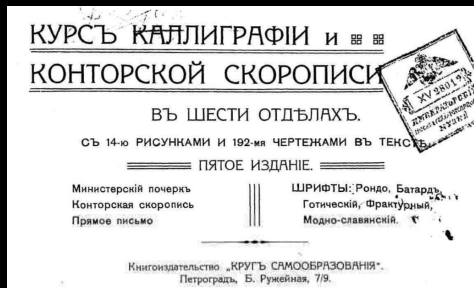 КУРСЪ КАЛЛИГРАФІИ и
КОНТОРСКОЙ СКОРОПИСИ
ВЪ ШЕСТИ ОТДѢЛАХЪ.
СЪ 14-ю РИСУНКАМИ И 192-мя ЧЕРТЕЖАМИ ВЪ ТЕКСТѢ.
ПЯТОЕ ИЗДАНІЕ.
Министерскій почеркъ
Конторская скоропись
Прямое письмо
ШРИФТЫ: Рондо, Батардъ,
Готическій, Фрактурный,
Модно-славянскій.
Книгоиздательство „КРУГЪ САМООБРАЗОВАНІЯ".
Петроградъ, Б. Ружейная, 7/9.